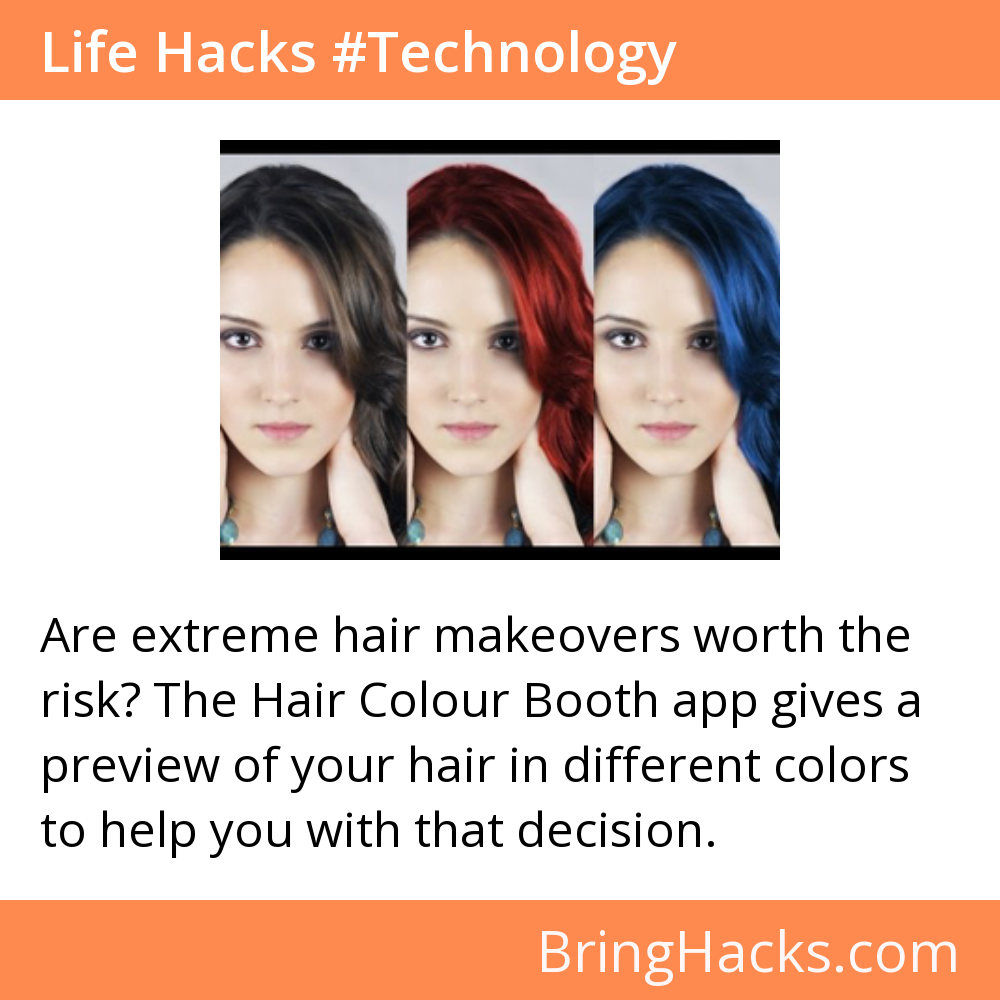 Life Hacks #Technology
Are extreme hair makeovers worth the
risk? The Hair Colour Booth app gives a
preview of your hair in different colors
to help you with that decision.
BringHacks.com